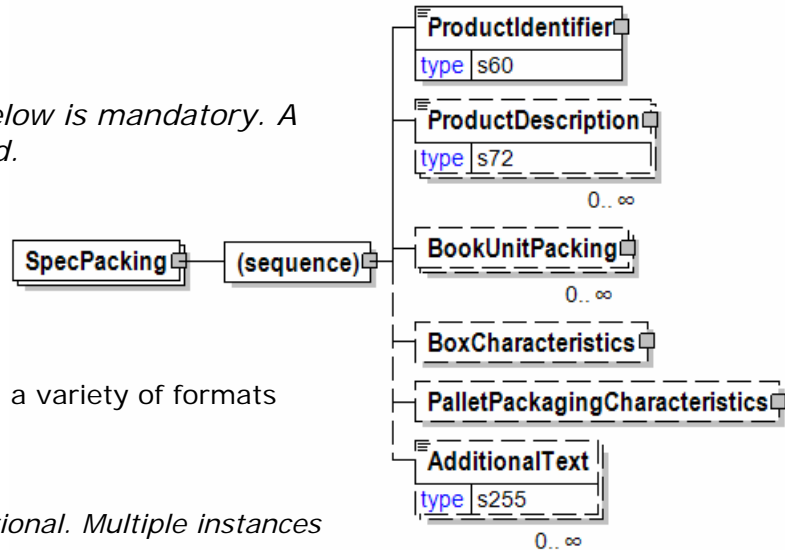 ProductIdentifier
type s60
elow is mandatory. A
d.
ProductDescription
type s72
0.. ∞
SpecPacking
(sequence)
BookUnitPacking
0.. ∞
BoxCharacteristics
a variety of formats
PalletPackagingCharacteristics
AdditionalText
type s255
tional. Multiple instances
0.. ∞